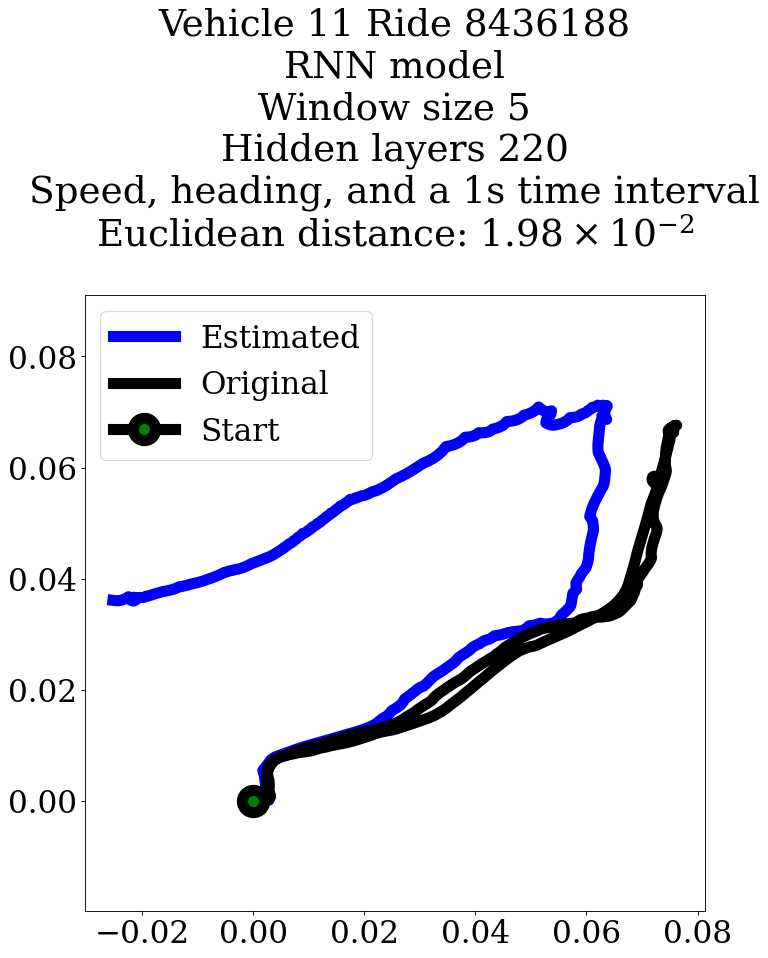 Vehicle 11 Ride 8436188
RNN model
Window size 5
Hidden layers 220
Speed, heading, and a 1s time interval
Euclidean distance: 1.98 × 10⁻²
Estimated
Original
Start
0.08
0.06
0.04
0.02
0.00
−0.02 0.00 0.02 0.04 0.06 0.08